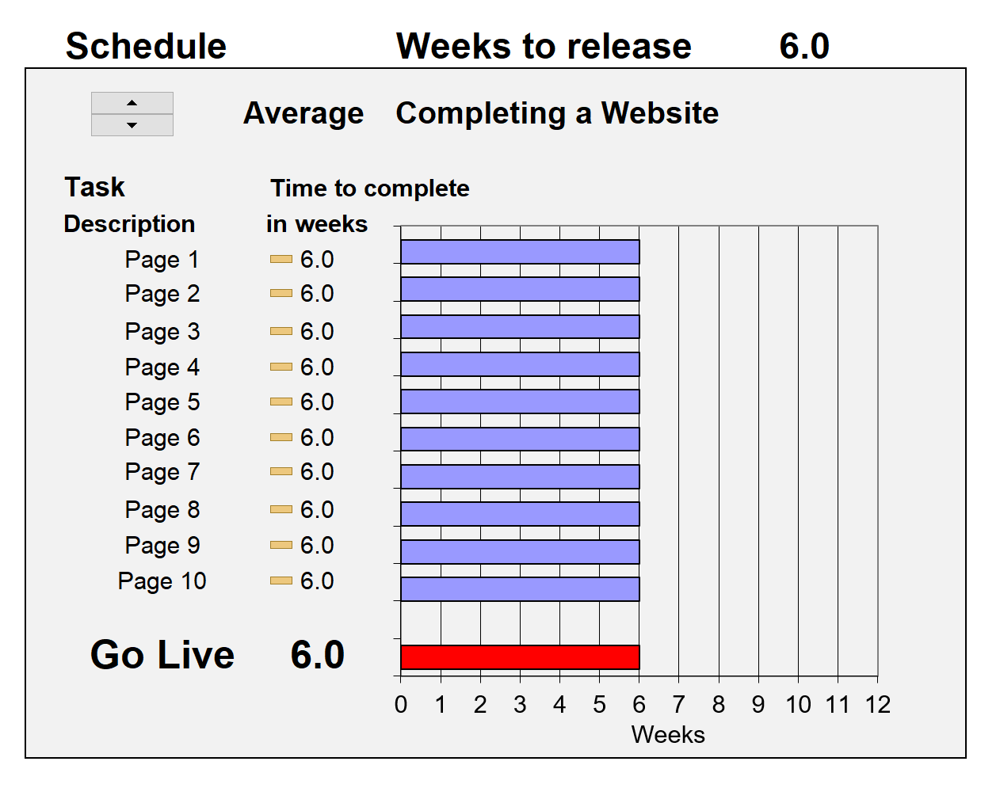 Schedule Weeks to release 6.0
Average Completing a Website
Task Time to complete
Description in weeks
Page 1 6.0
Page 2 6.0
Page 3 6.0
Page 4 6.0
Page 5 6.0
Page 6 6.0
Page 7 6.0
Page 8 6.0
Page 9 6.0
Page 10 6.0
Go Live 6.0
0 1 2 3 4 5 6 7 8 9 10 11 12
Weeks